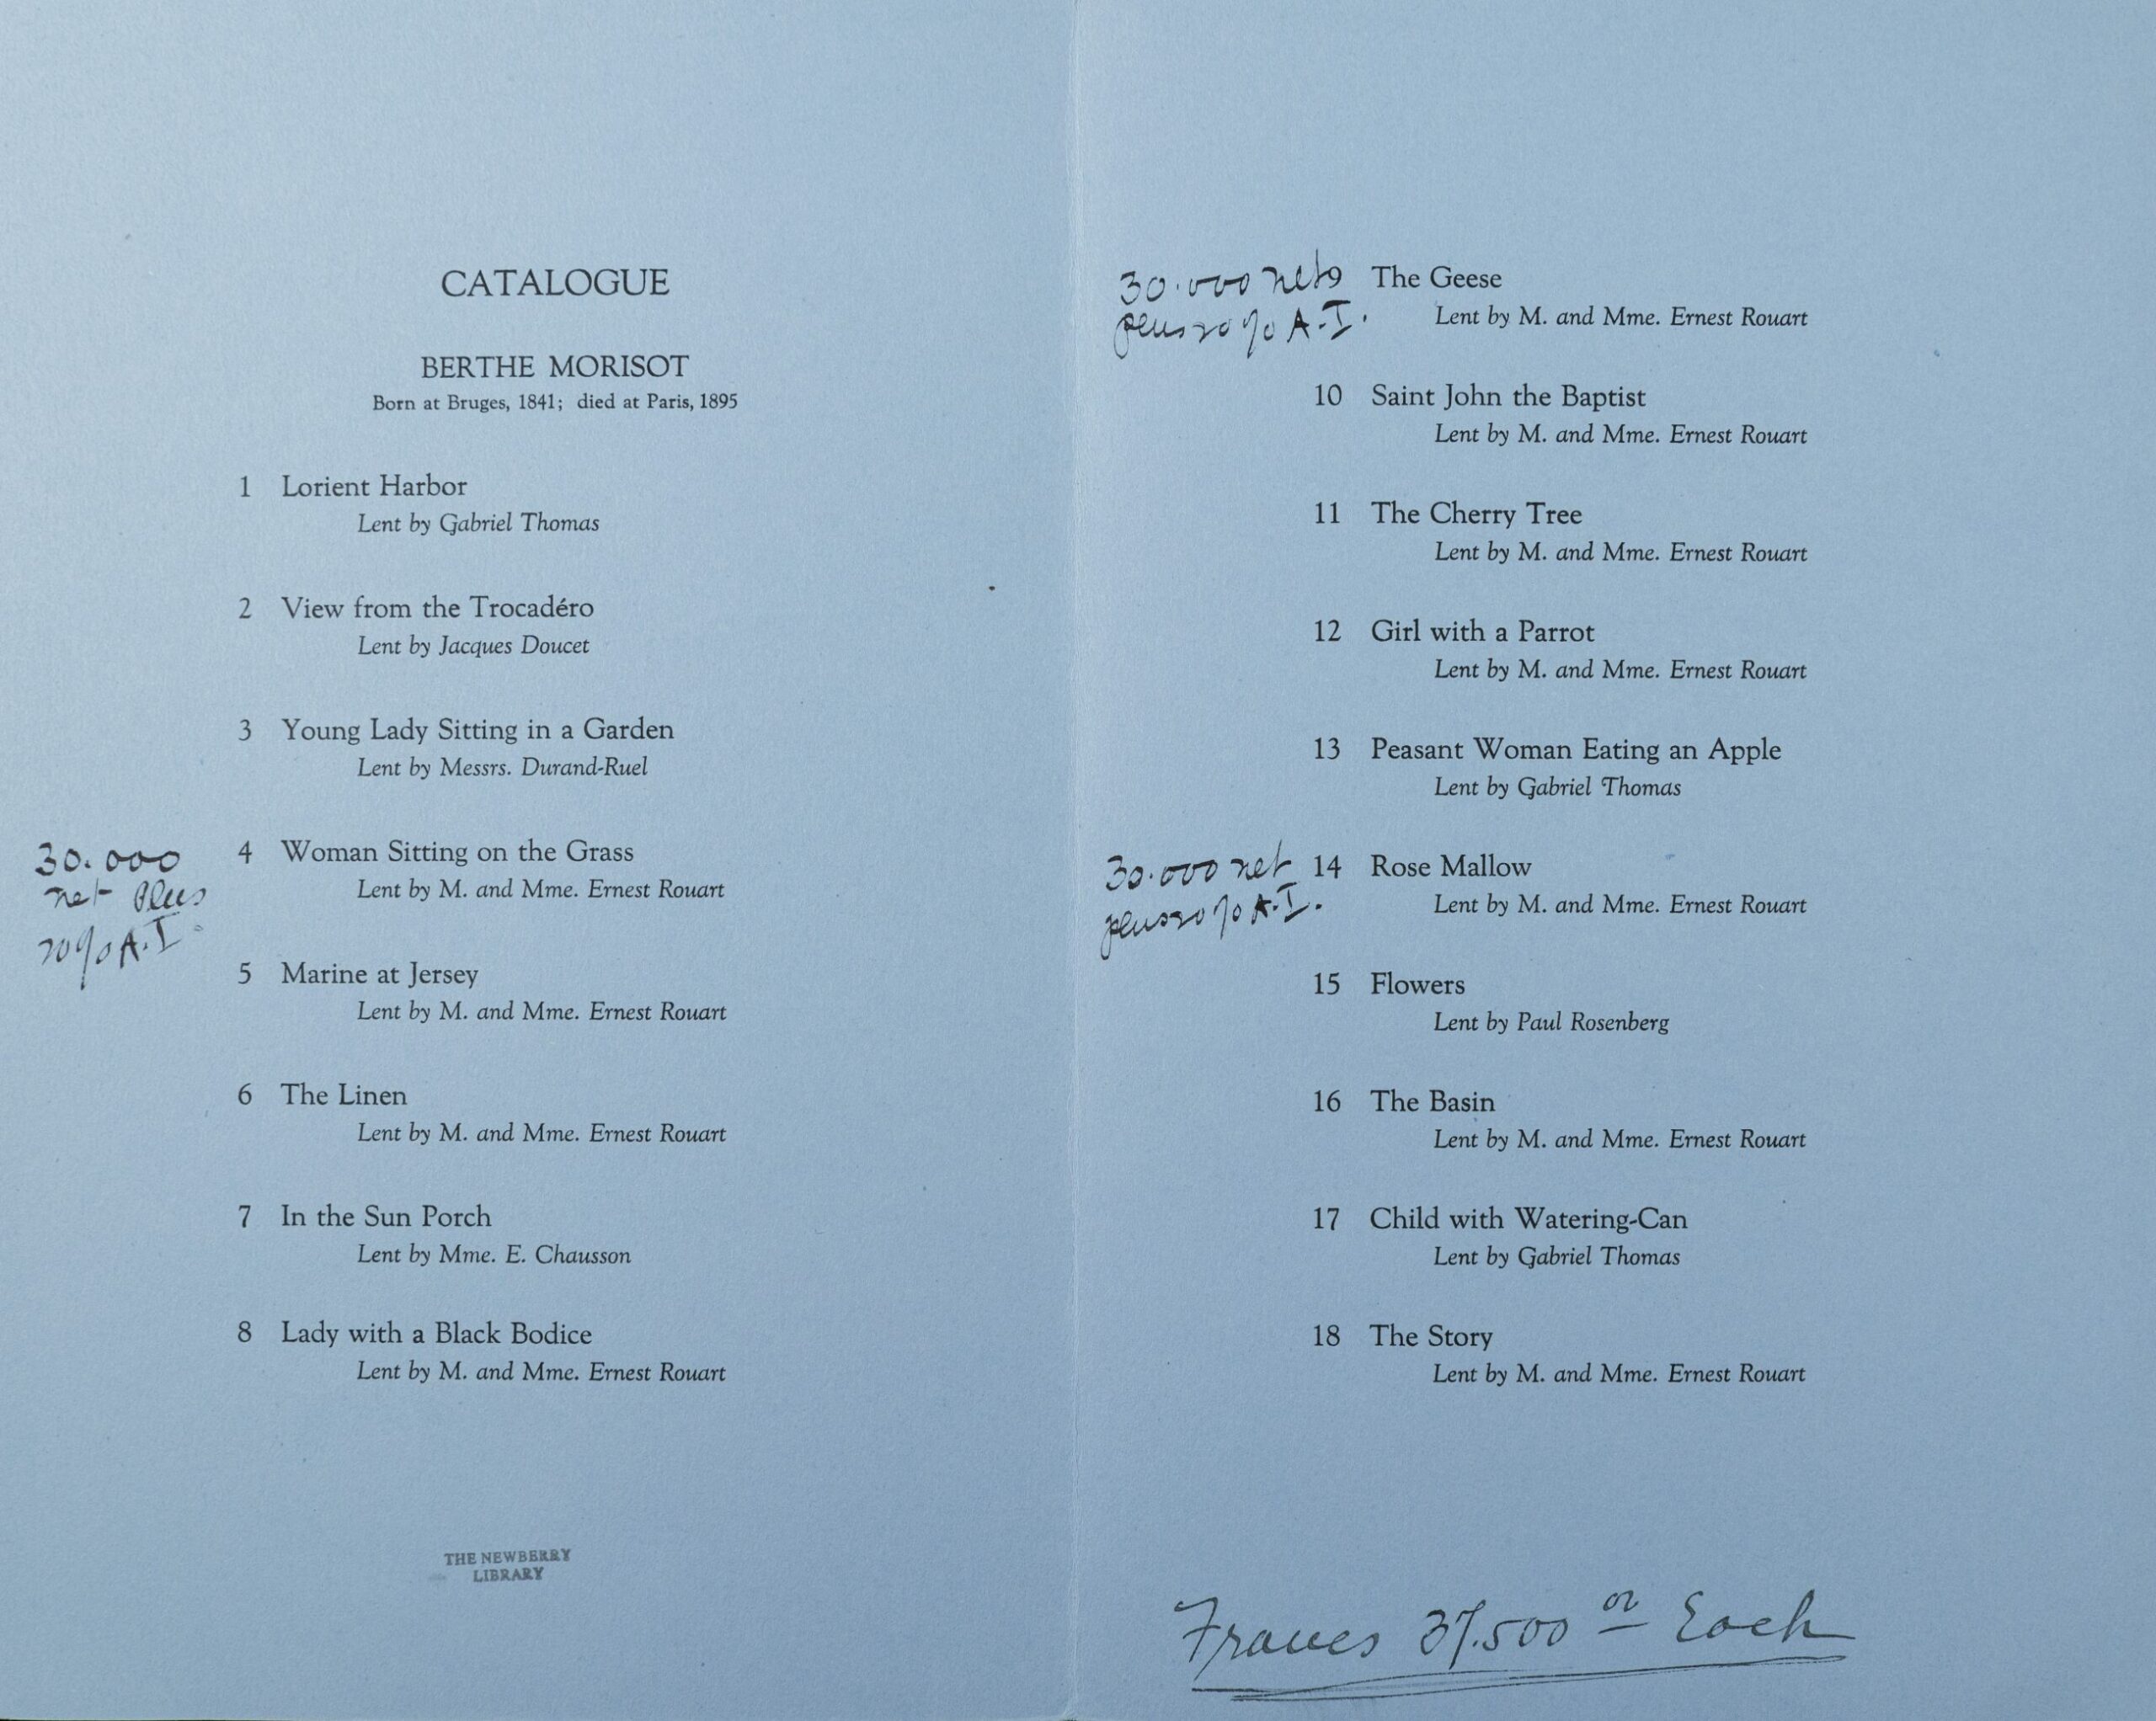 CATALOGUE
BERTHE MORISOT
Born at Bruges, 1841; died at Paris, 1895
1 Lorient Harbor
Lent by Gabriel Thomas
2 View from the Trocadéro
Lent by Jacques Doucet
3 Young Lady Sitting in a Garden
Lent by Messrs. Durand-Ruel
30.000
net plus
20% A.I.
4 Woman Sitting on the Grass
Lent by M. and Mme. Ernest Rouart
5 Marine at Jersey
Lent by M. and Mme. Ernest Rouart
6 The Linen
Lent by M. and Mme. Ernest Rouart
7 In the Sun Porch
Lent by Mme. E. Chausson
8 Lady with a Black Bodice
Lent by M. and Mme. Ernest Rouart
THE NEWBERRY
LIBRARY
30.000 net
plus 20% A.I.
9 The Geese
Lent by M. and Mme. Ernest Rouart
10 Saint John the Baptist
Lent by M. and Mme. Ernest Rouart
11 The Cherry Tree
Lent by M. and Mme. Ernest Rouart
12 Girl with a Parrot
Lent by M. and Mme. Ernest Rouart
13 Peasant Woman Eating an Apple
Lent by Gabriel Thomas
30.000 net
plus 20% A.I.
14 Rose Mallow
Lent by M. and Mme. Ernest Rouart
15 Flowers
Lent by Paul Rosenberg
16 The Basin
Lent by M. and Mme. Ernest Rouart
17 Child with Watering-Can
Lent by Gabriel Thomas
18 The Story
Lent by M. and Mme. Ernest Rouart
Francs 37.500 Each